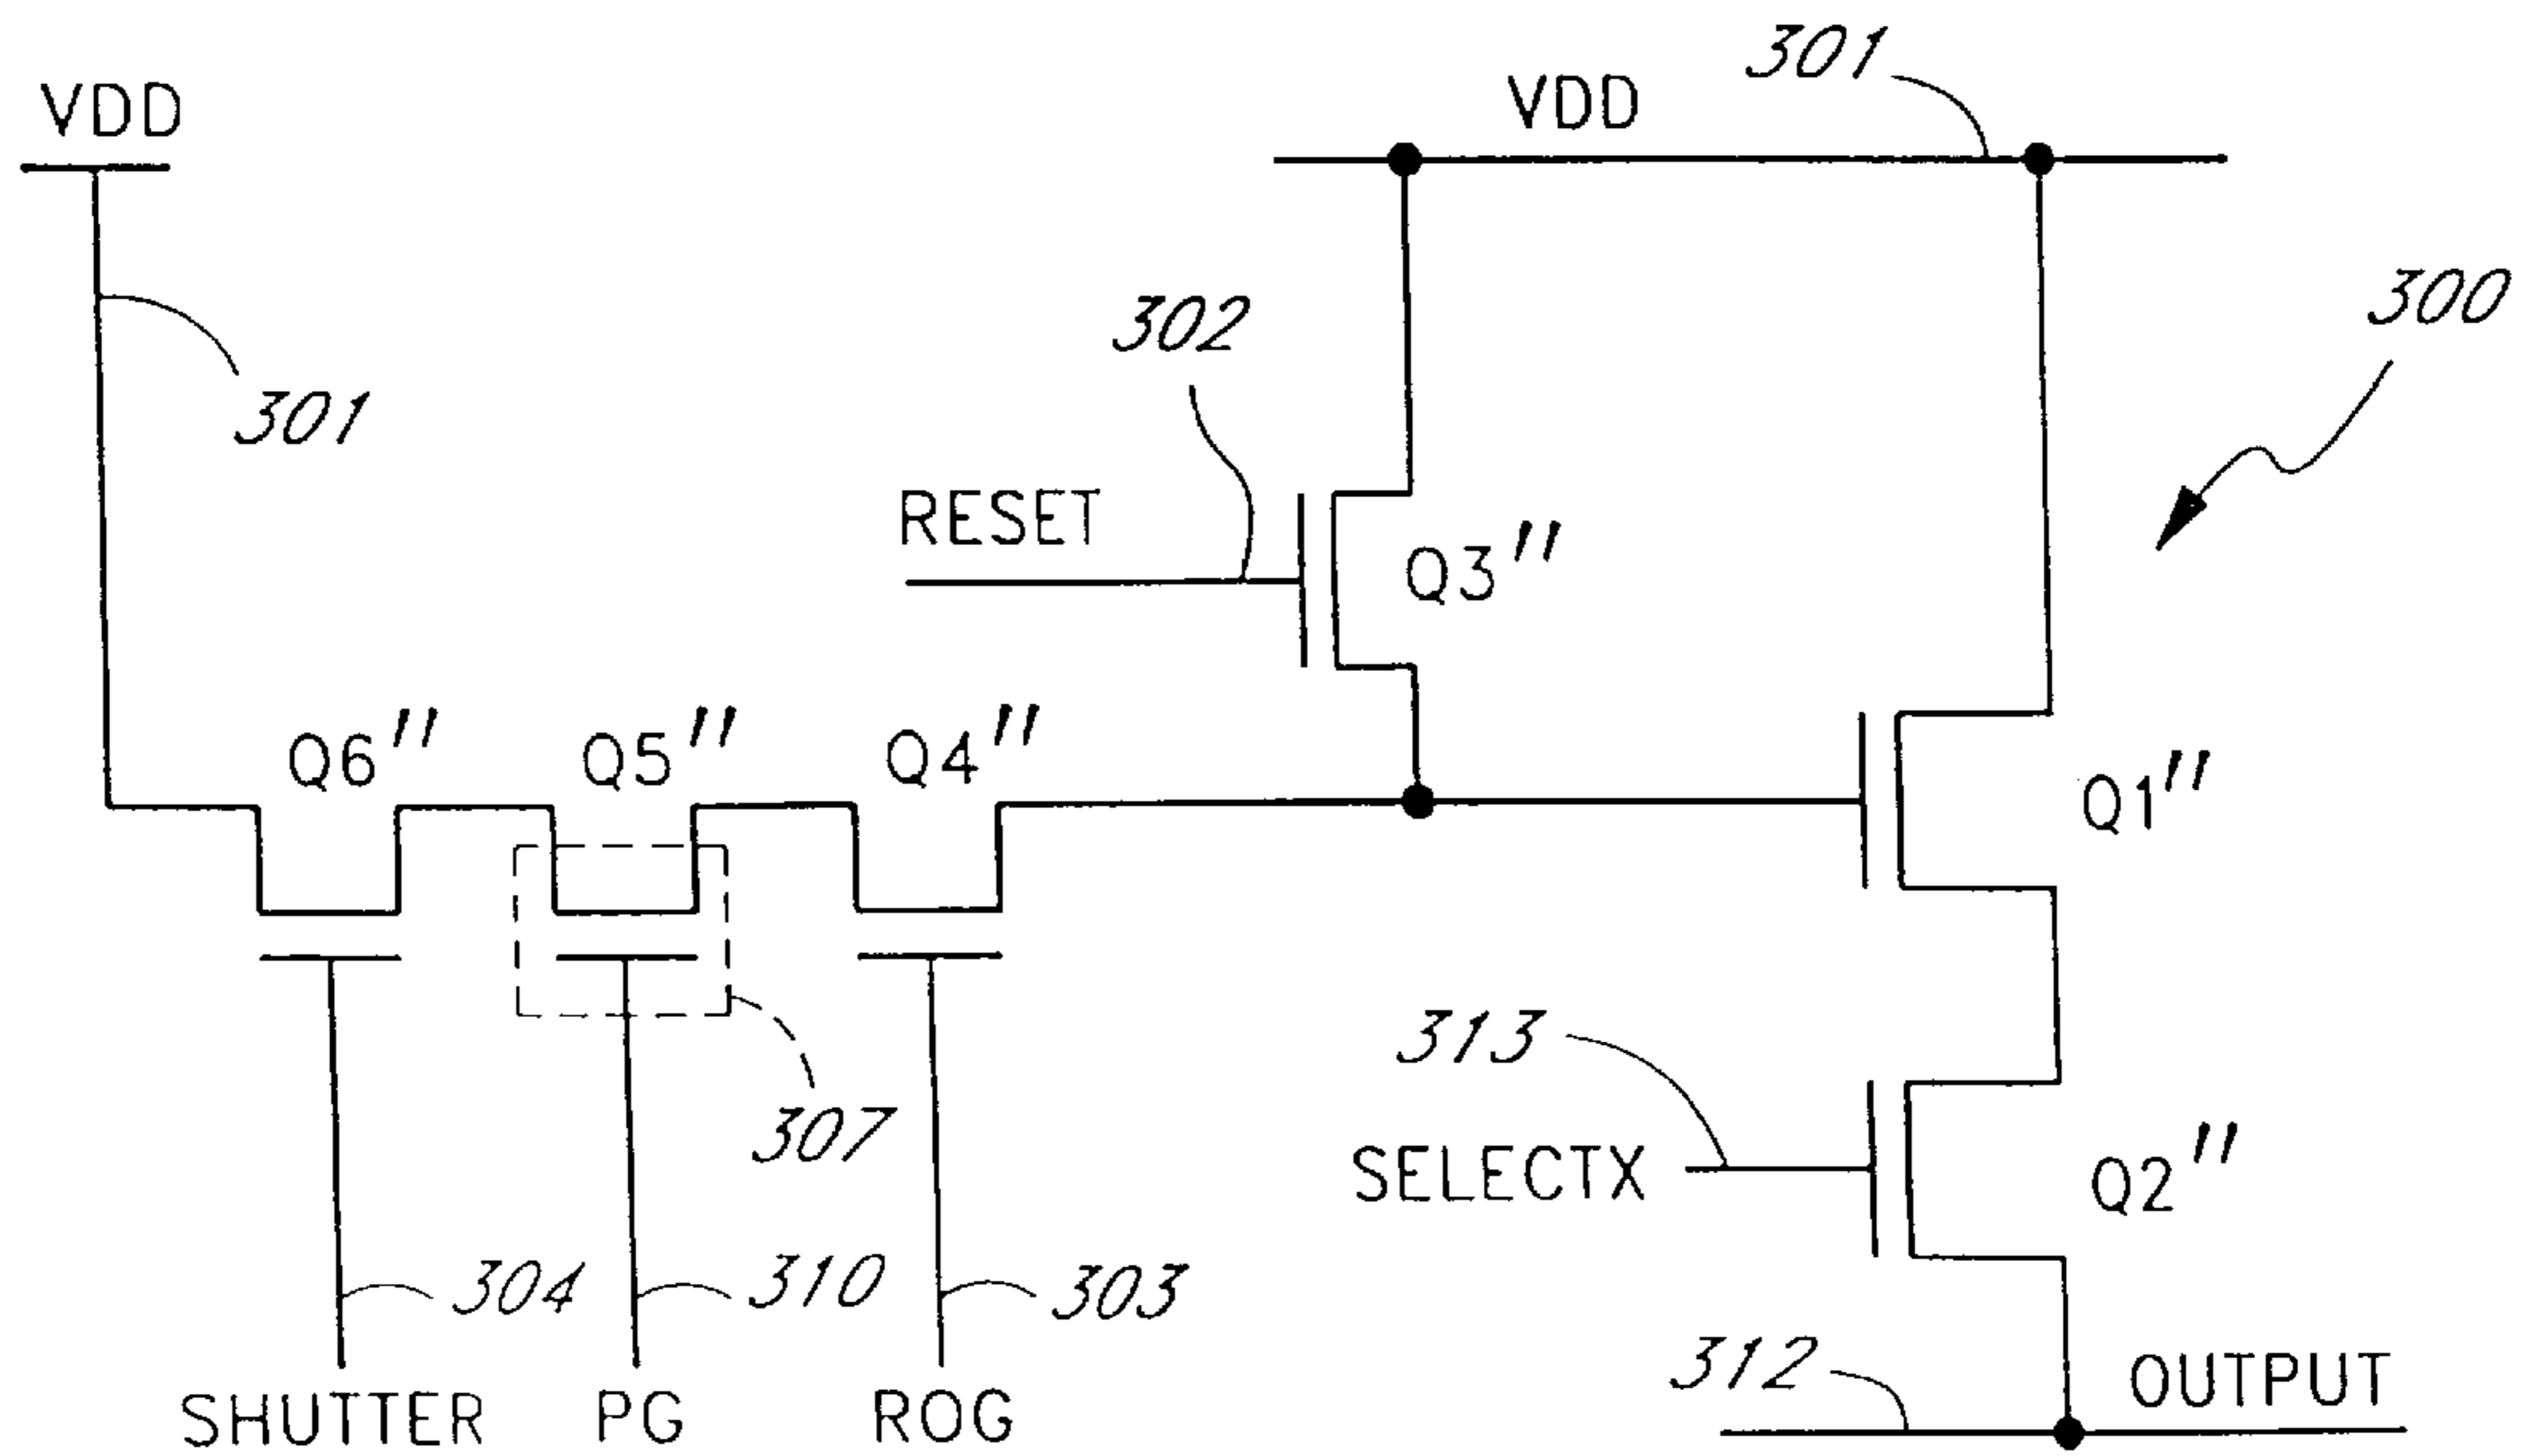 301
VDD
VDD
300
302
301
RESET
Q3"
Q6"
Q5"
Q4"
Q1"
313
307
SELECTX
Q2"
304
310
303
312
OUTPUT
SHUTTER
PG
ROG